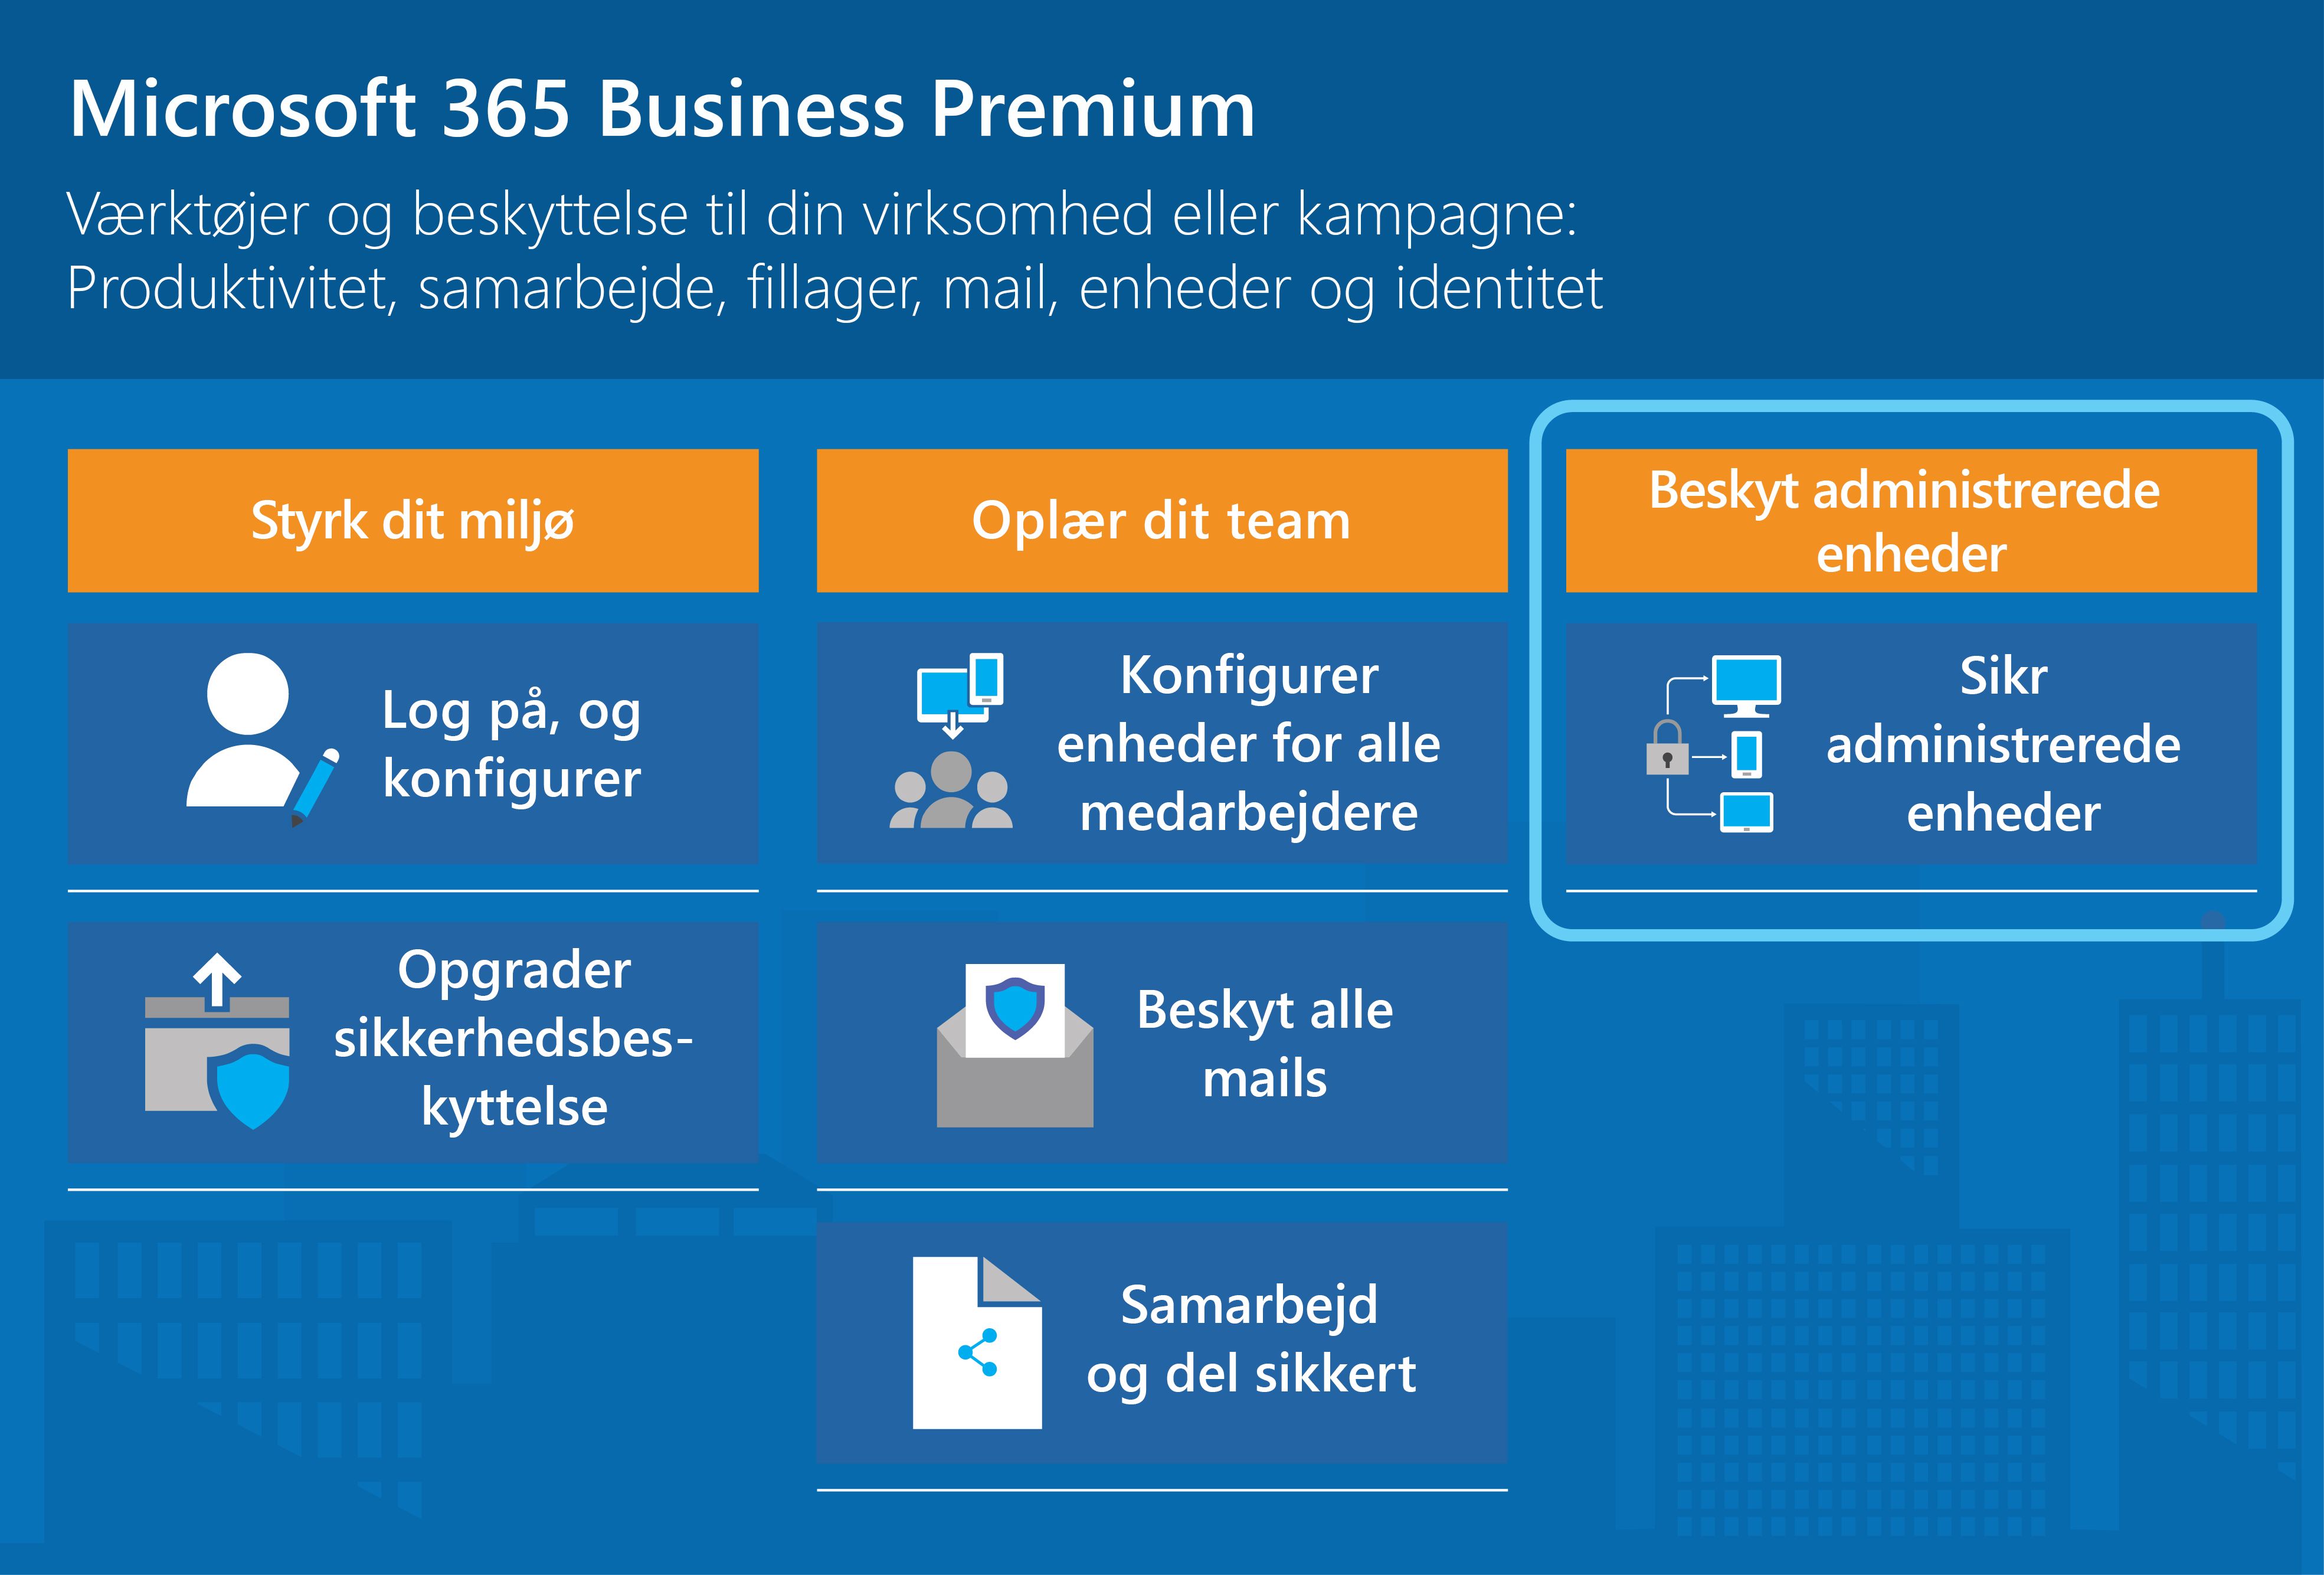 Microsoft 365 Business Premium
Værktøjer og beskyttelse til din virksomhed eller kampagne:
Produktivitet, samarbejde, fillager, mail, enheder og identitet
Styrk dit miljø
Log på, og
konfigurer
Opgrader
sikkerhedsbes-
kyttelse
Oplær dit team
Konfigurer
enheder for alle
medarbejdere
Beskyt alle
mails
Samarbejd
og del sikkert
Beskyt administrerede
enheder
Sikr
administrerede
enheder